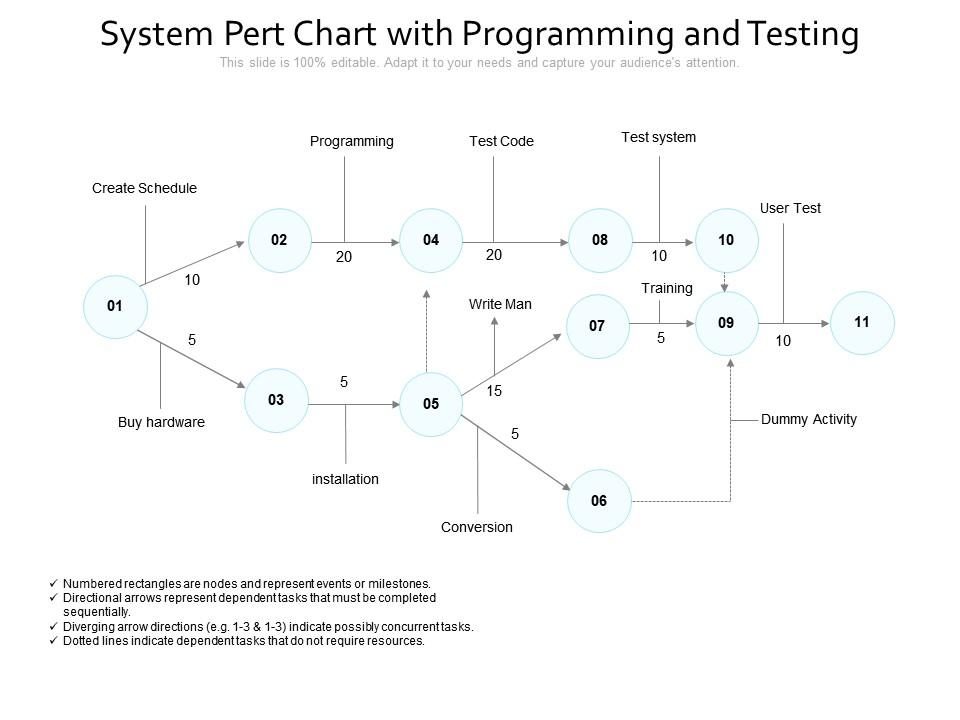 System Pert Chart with Programming and Testing
This slide is 100% editable. Adapt it to your needs and capture your audience's attention.
Programming
Test Code
Test system
Create Schedule
User Test
02
04
08
10
20
20
10
10
Training
01
Write Man
07
09
11
5
5
10
5
15
03
05
Buy hardware
5
Dummy Activity
installation
06
Conversion
✓ Numbered rectangles are nodes and represent events or milestones.
✓ Directional arrows represent dependent tasks that must be completed
sequentially.
✓ Diverging arrow directions (e.g. 1-3 & 1-3) indicate possibly concurrent tasks.
✓ Dotted lines indicate dependent tasks that do not require resources.